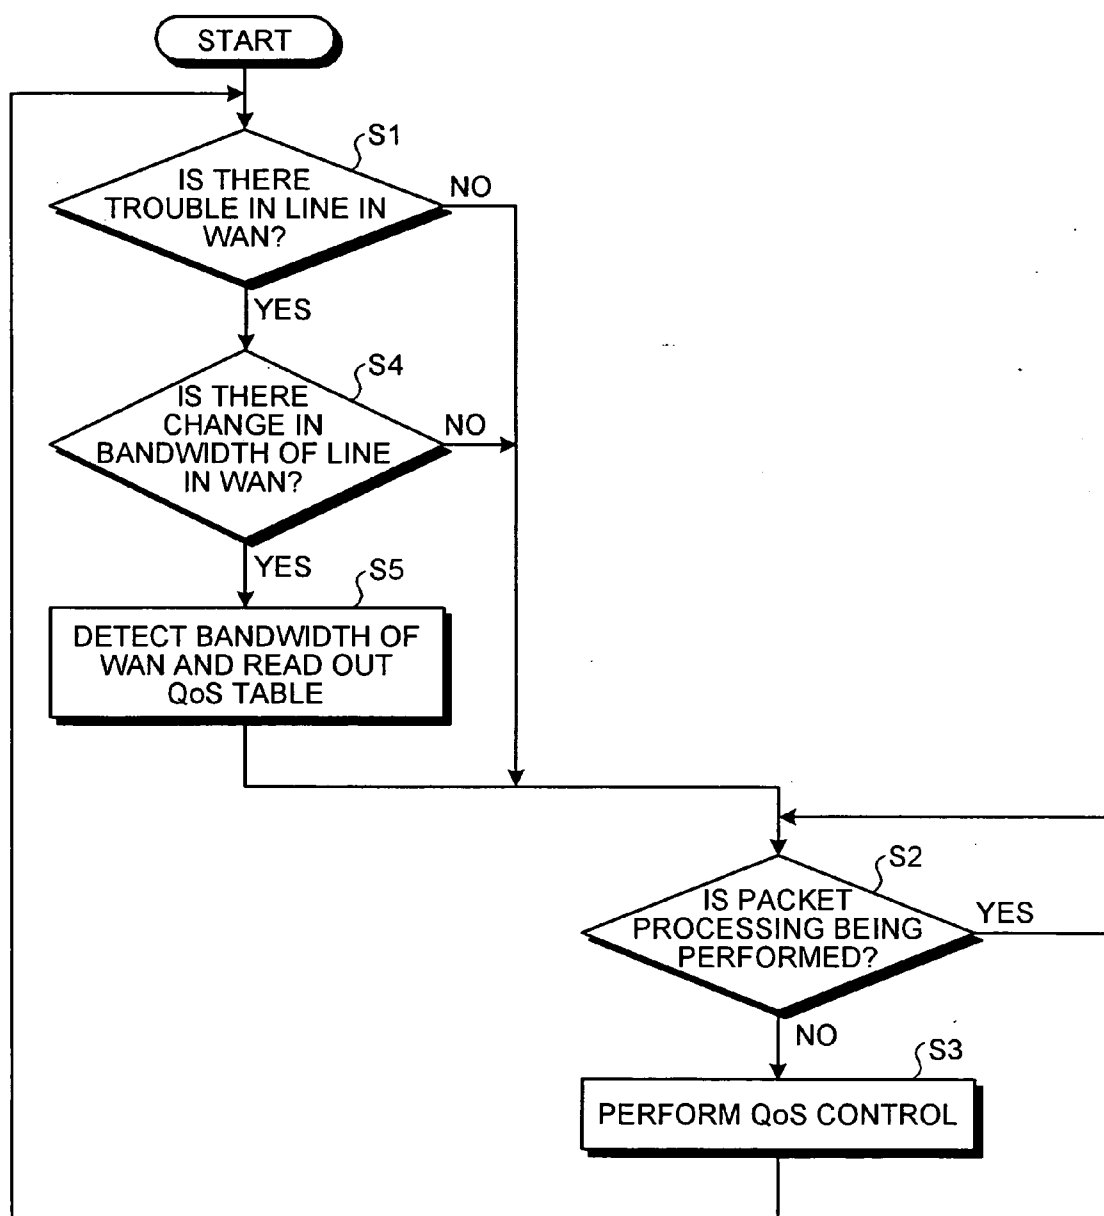 START
S1
IS THERE
TROUBLE IN LINE IN
WAN?
NO
YES
S4
IS THERE
CHANGE IN
BANDWIDTH OF LINE
IN WAN?
NO
YES
S5
DETECT BANDWIDTH OF
WAN AND READ OUT
QoS TABLE
S2
IS PACKET
PROCESSING BEING
PERFORMED?
YES
NO
S3
PERFORM QoS CONTROL